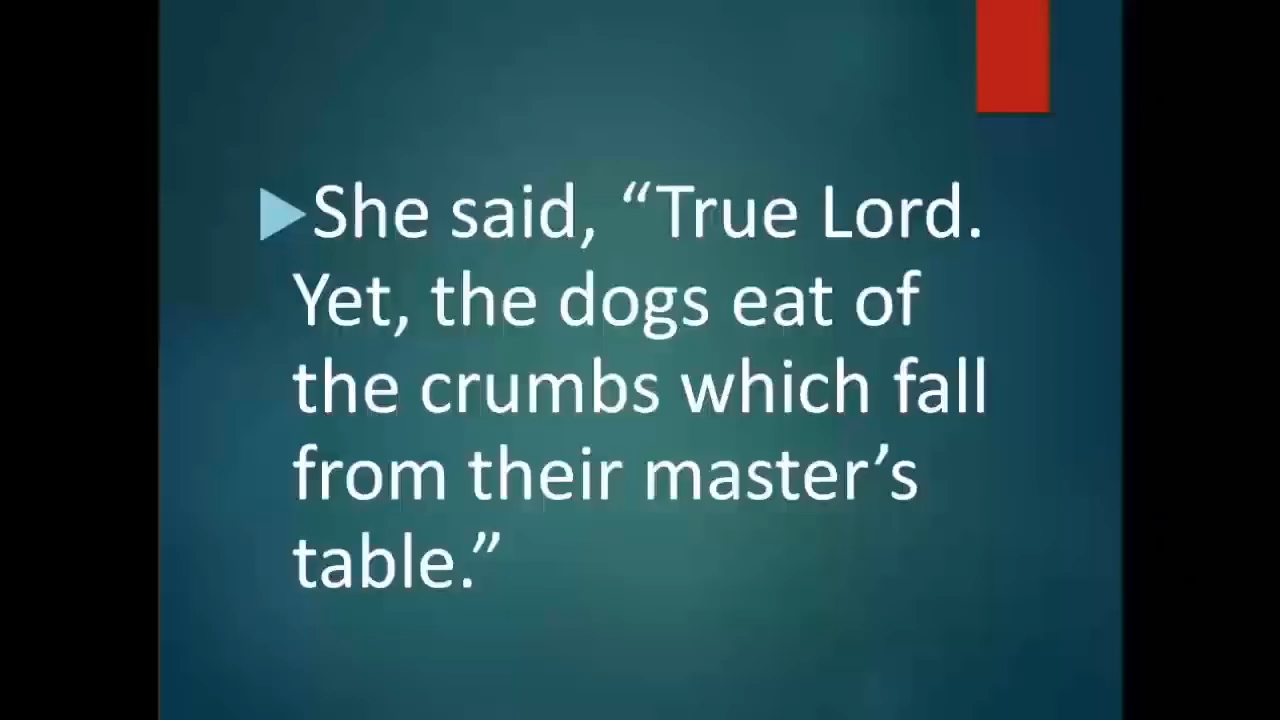 She said, “True Lord.
Yet, the dogs eat of
the crumbs which fall
from their master’s
table.”